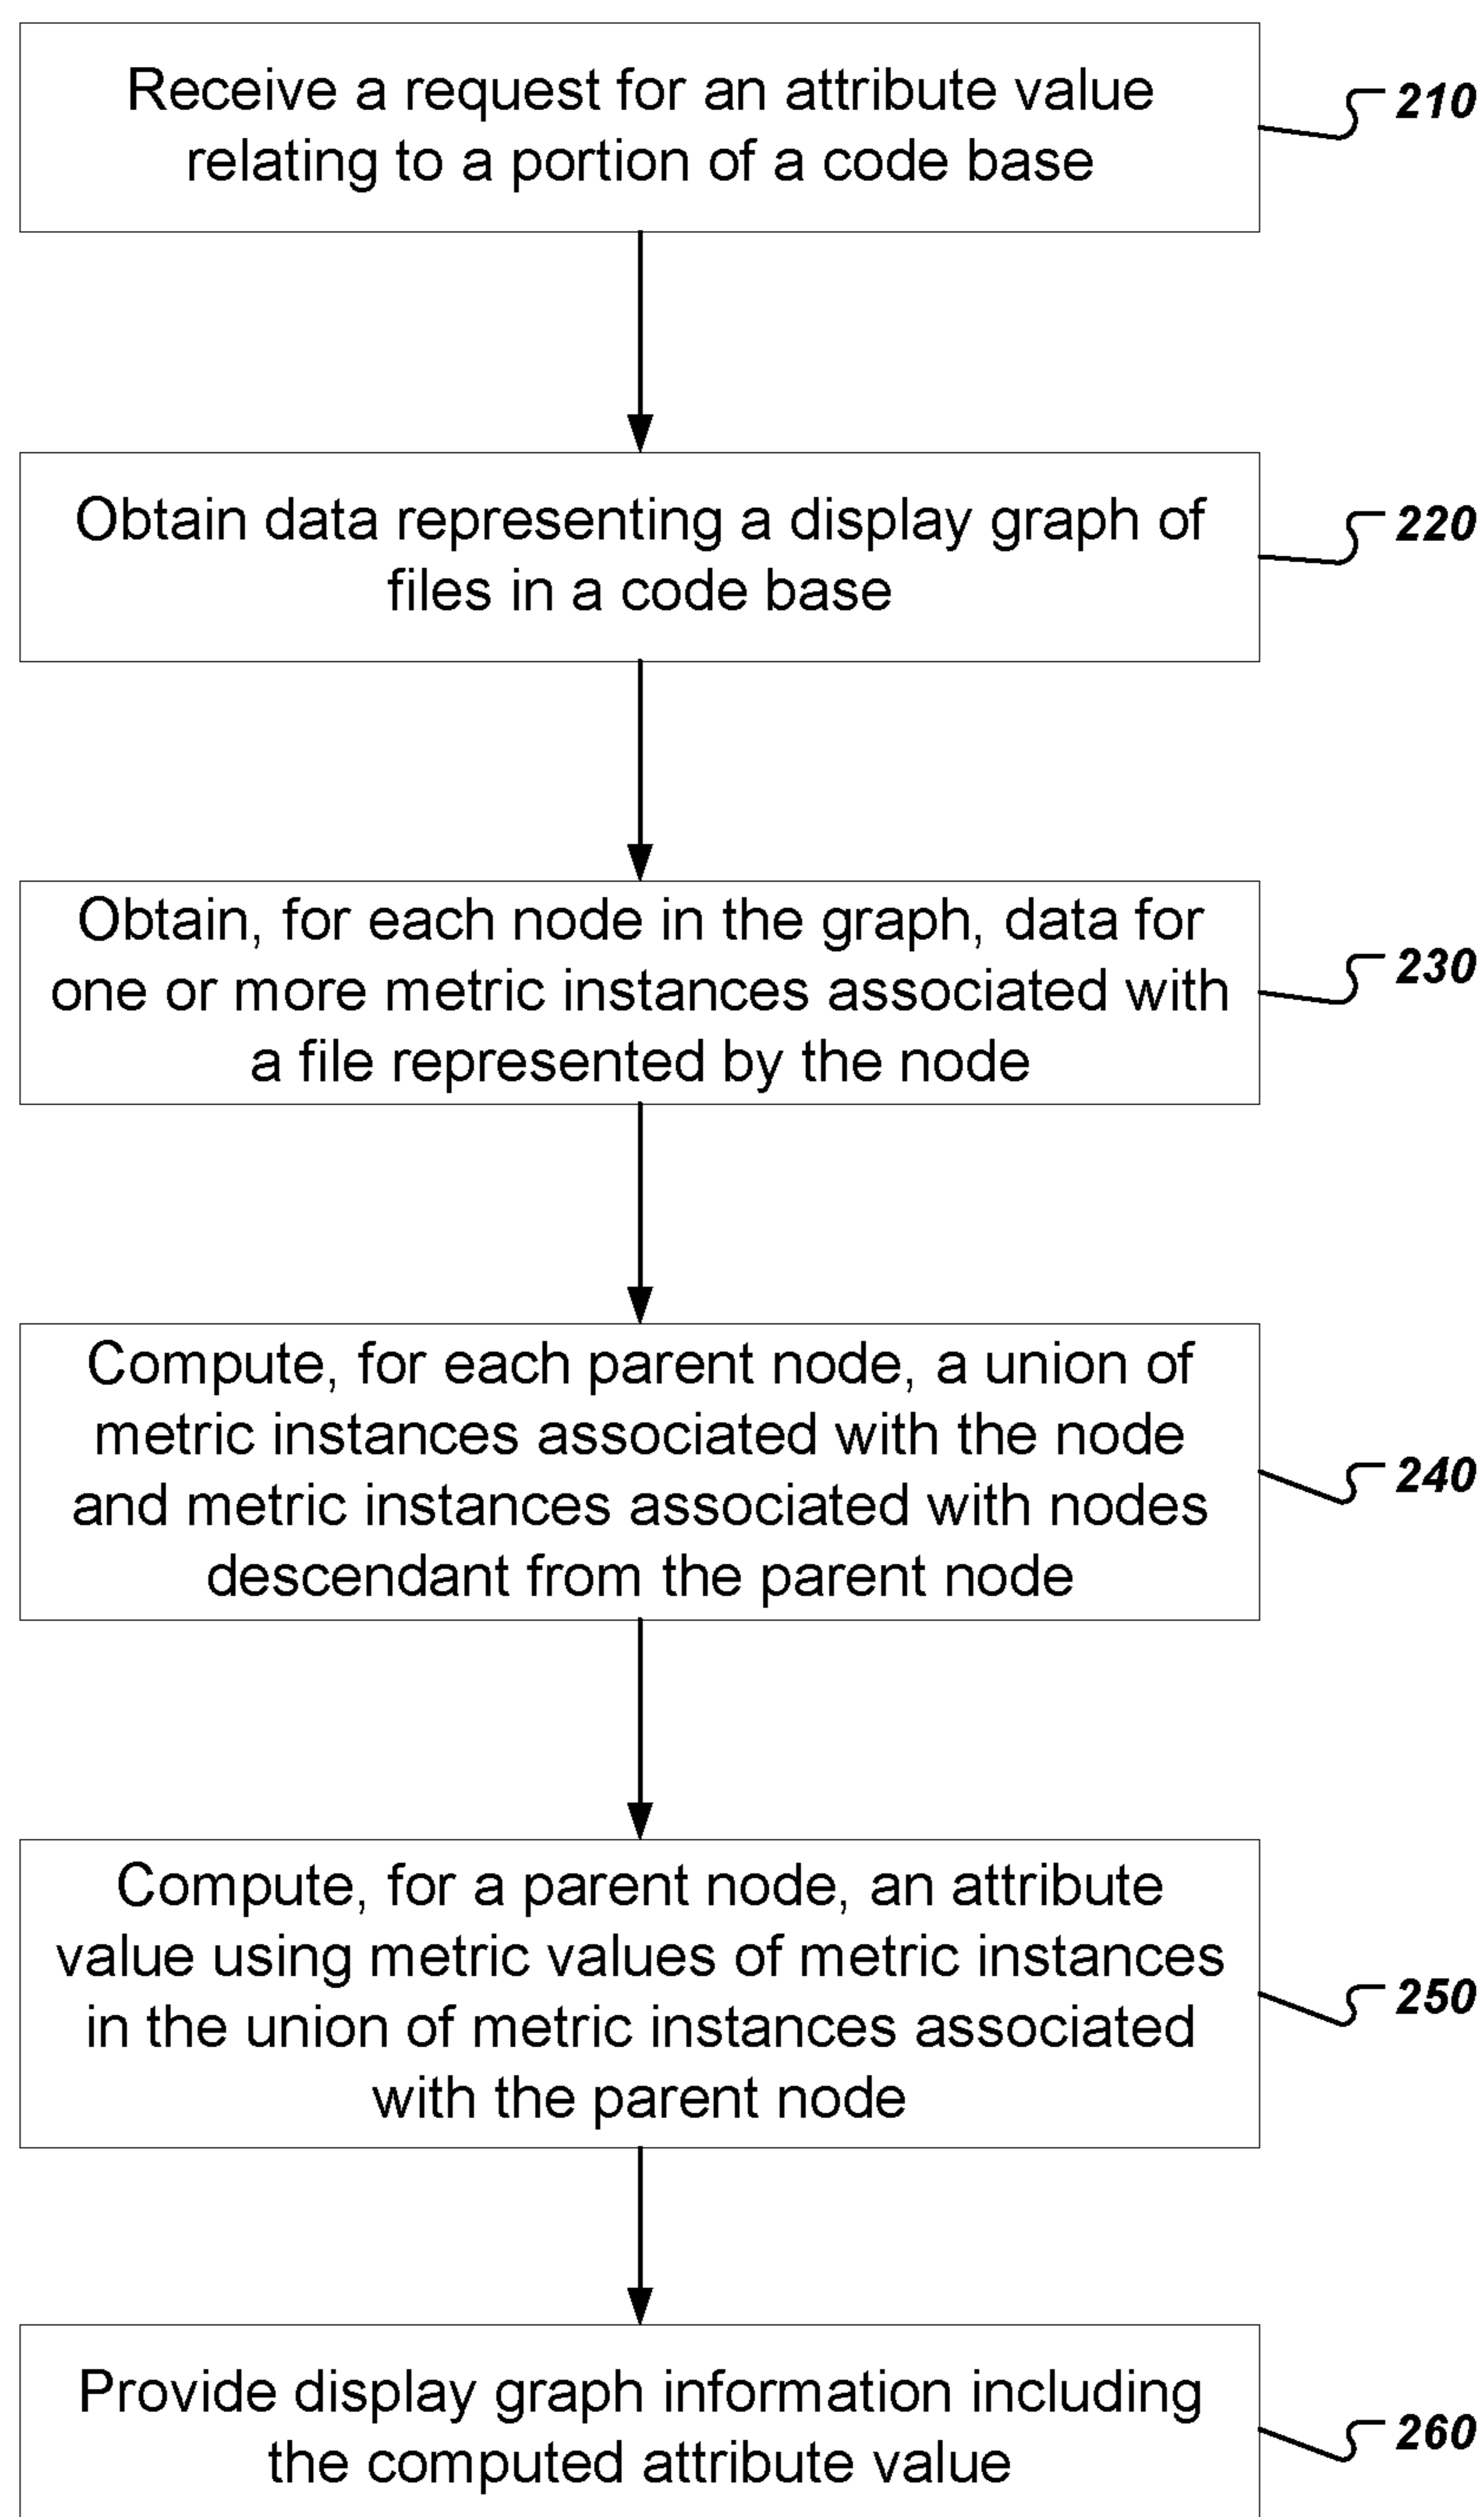 Receive a request for an attribute value
relating to a portion of a code base
210
Obtain data representing a display graph of
files in a code base
220
Obtain, for each node in the graph, data for
one or more metric instances associated with
a file represented by the node
230
Compute, for each parent node, a union of
metric instances associated with the node
and metric instances associated with nodes
descendant from the parent node
240
Compute, for a parent node, an attribute
value using metric values of metric instances
in the union of metric instances associated
with the parent node
250
Provide display graph information including
the computed attribute value
260